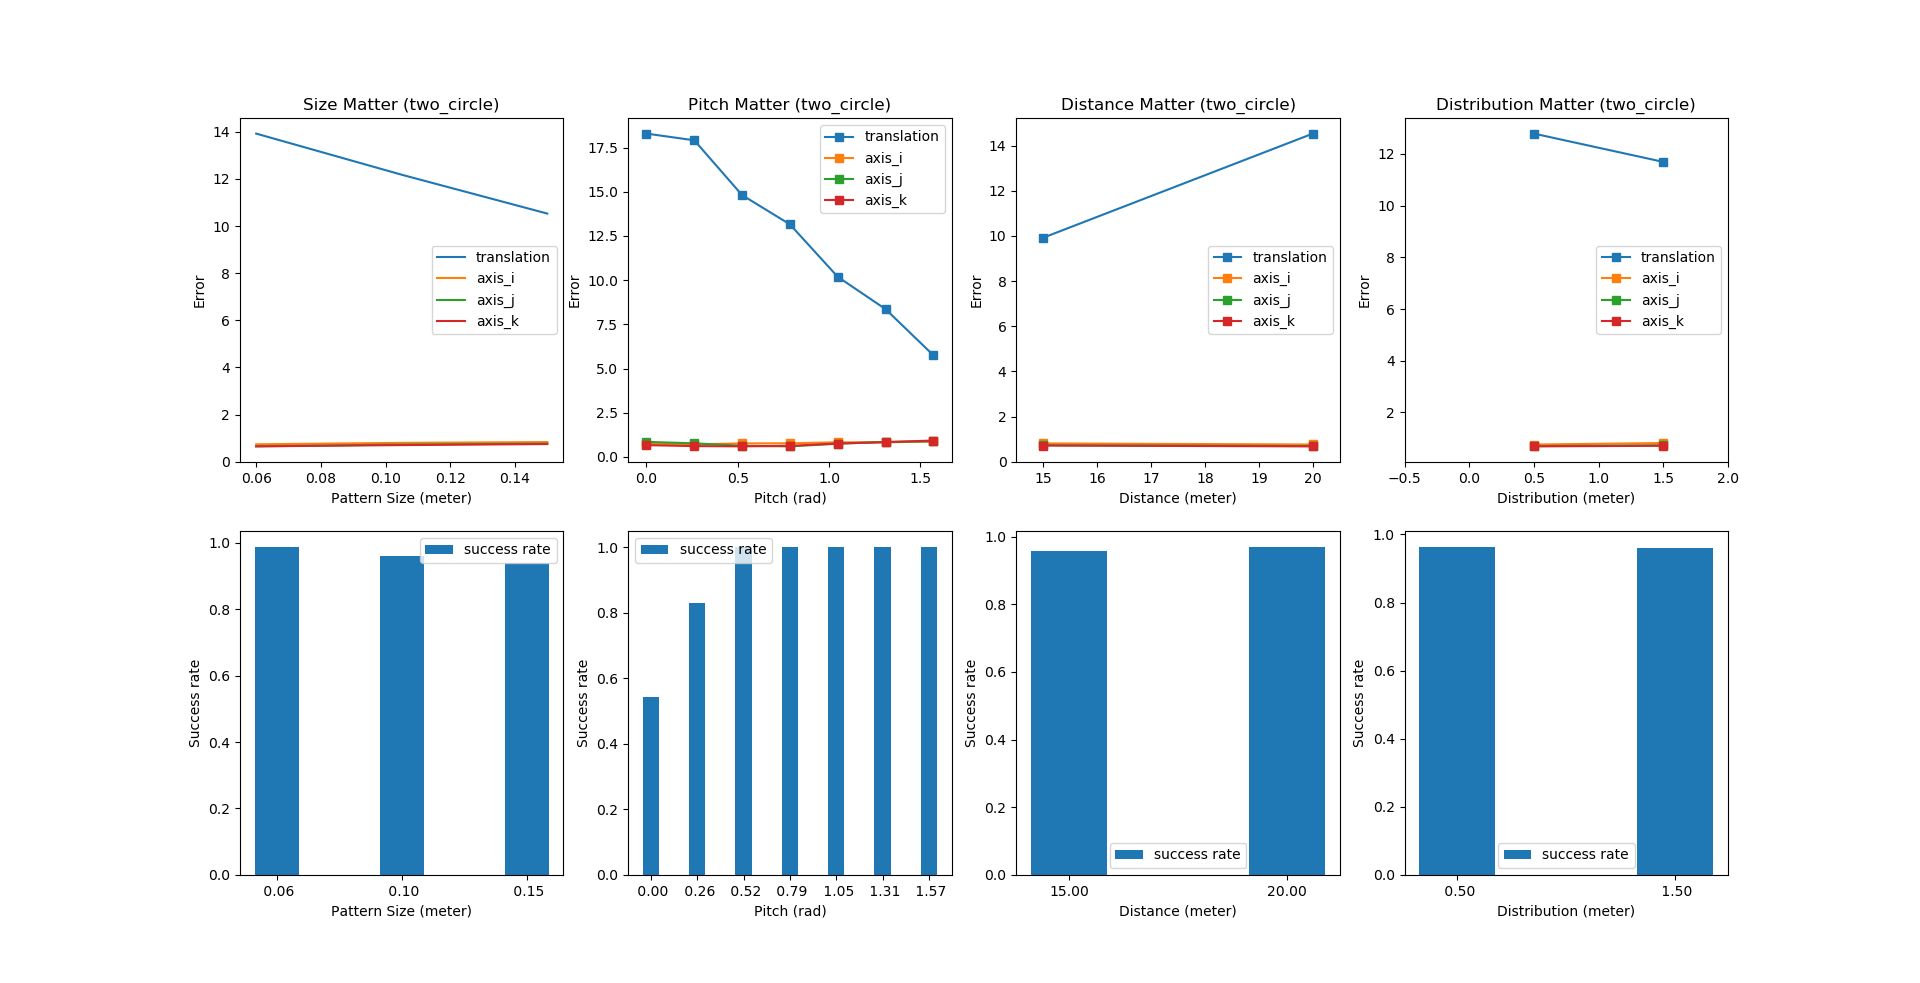 Size Matter (two_circle)
14
12
10
8
6
4
2
0
Error
translation
axis_i
axis_j
axis_k
0.06
0.08
0.10
0.12
0.14
Pattern Size (meter)
Pitch Matter (two_circle)
17.5
15.0
12.5
10.0
7.5
5.0
2.5
0.0
Error
translation
axis_i
axis_j
axis_k
0.0
0.5
1.0
1.5
Pitch (rad)
Distance Matter (two_circle)
14
12
10
8
6
4
2
0
Error
translation
axis_i
axis_j
axis_k
15
16
17
18
19
20
Distance (meter)
Distribution Matter (two_circle)
12
10
8
6
4
2
Error
translation
axis_i
axis_j
axis_k
−0.5
0.0
0.5
1.0
1.5
2.0
Distribution (meter)
1.0
0.8
0.6
0.4
0.2
0.0
Success rate
success rate
0.06
0.10
0.15
Pattern Size (meter)
1.0
0.8
0.6
0.4
0.2
0.0
Success rate
success rate
0.00
0.26
0.52
0.79
1.05
1.31
1.57
Pitch (rad)
1.0
0.8
0.6
0.4
0.2
0.0
Success rate
success rate
15.00
20.00
Distance (meter)
1.0
0.8
0.6
0.4
0.2
0.0
Success rate
success rate
0.50
1.50
Distribution (meter)